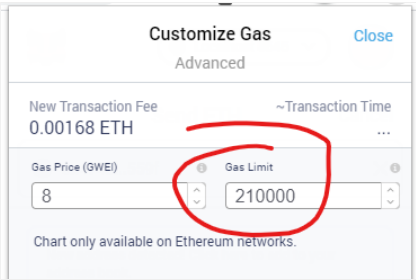 Customize Gas Close
Advanced
New Transaction Fee ~Transaction Time
0.00168 ETH ...
Gas Price (GWEI) Gas Limit
8 210000
Chart only available on Ethereum networks.